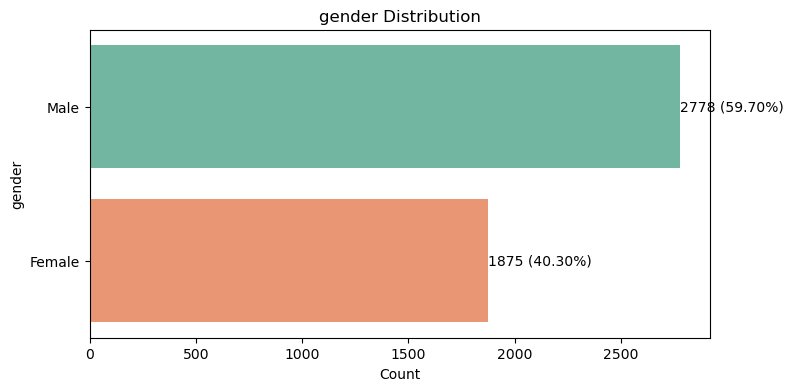 gender Distribution
Male
2778 (59.70%)
gender
Female
1875 (40.30%)
0 500 1000 1500 2000 2500
Count